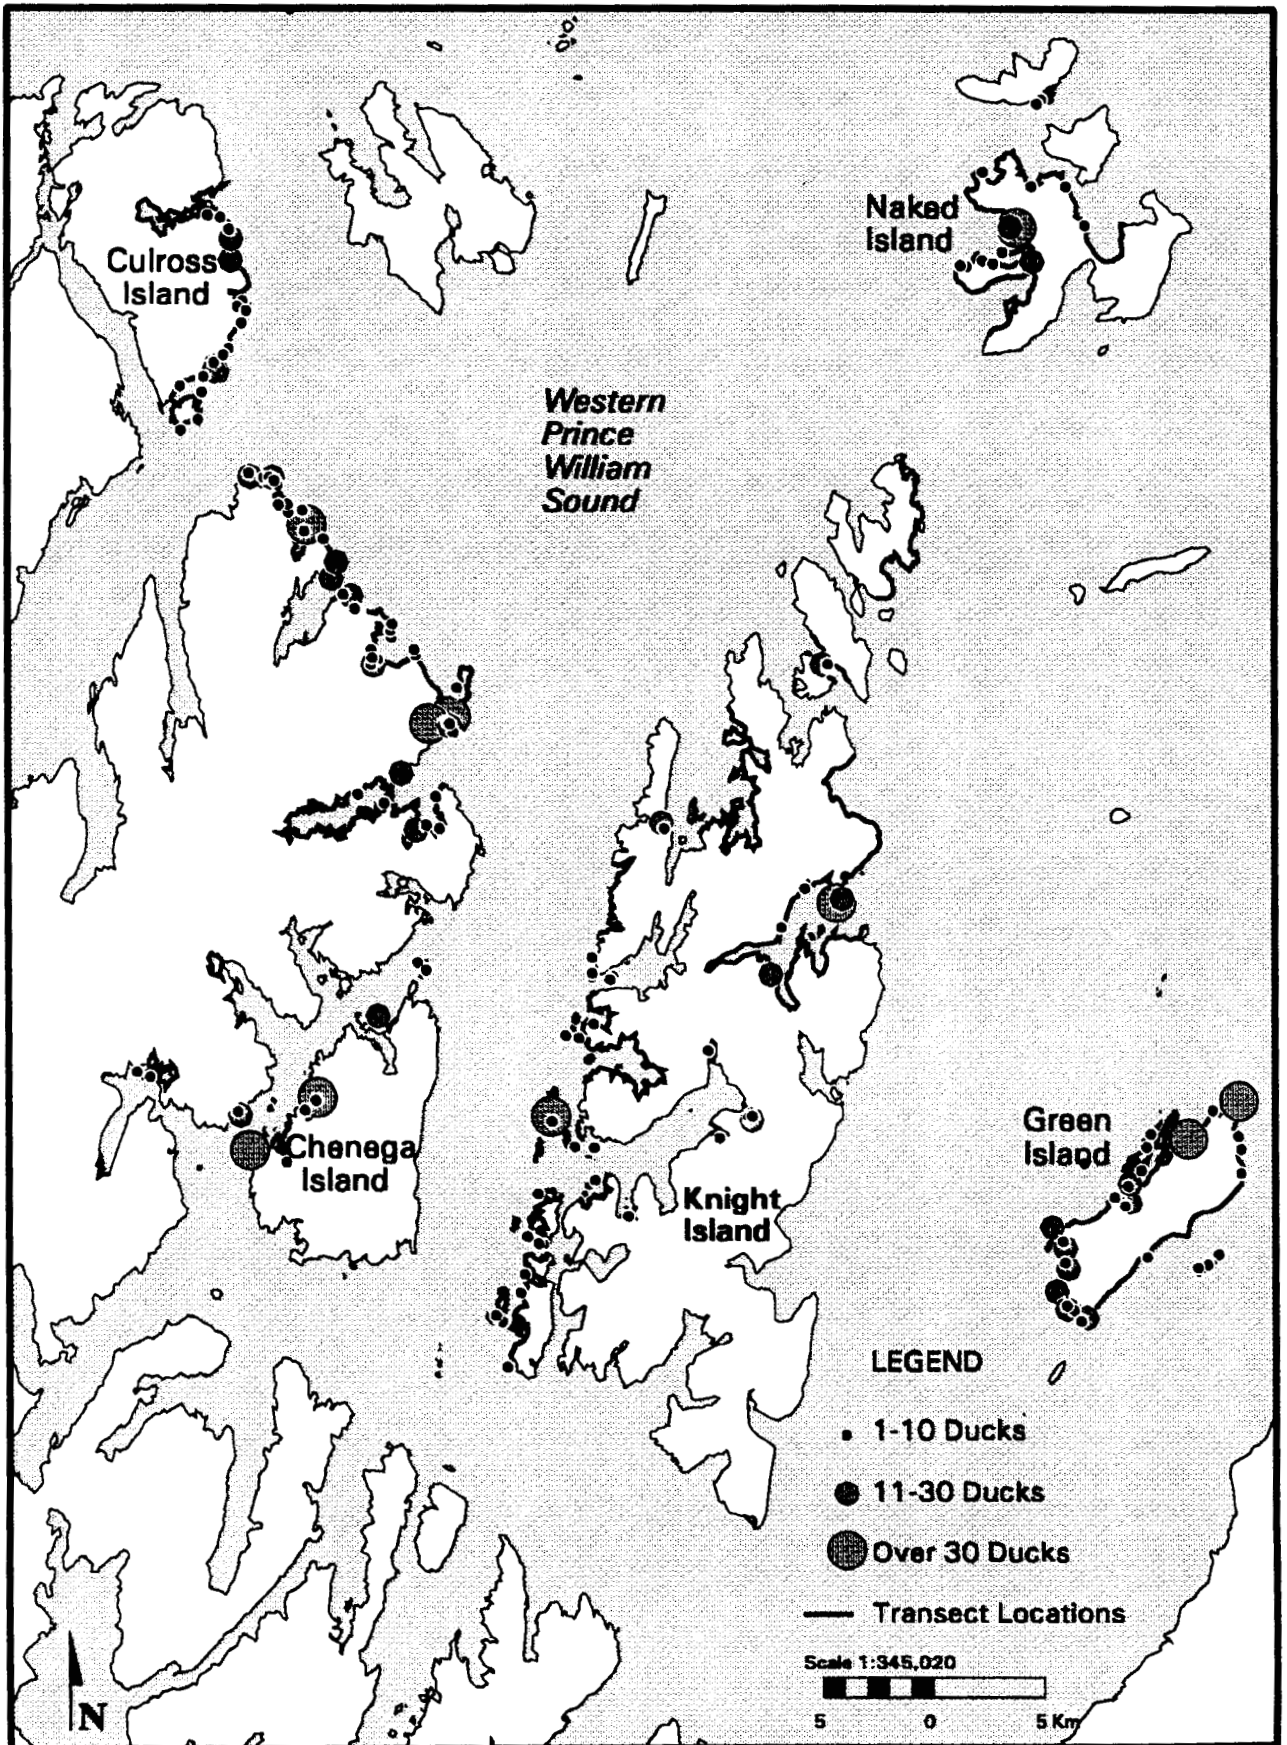 Naked
Island
Culross
Island
Western
Prince
William
Sound
Green
Island
Chenega
Island
Knight
Island
LEGEND
1-10 Ducks
11-30 Ducks
Over 30 Ducks
Transect Locations
Scale 1:345,020
5 0 5 Km
N